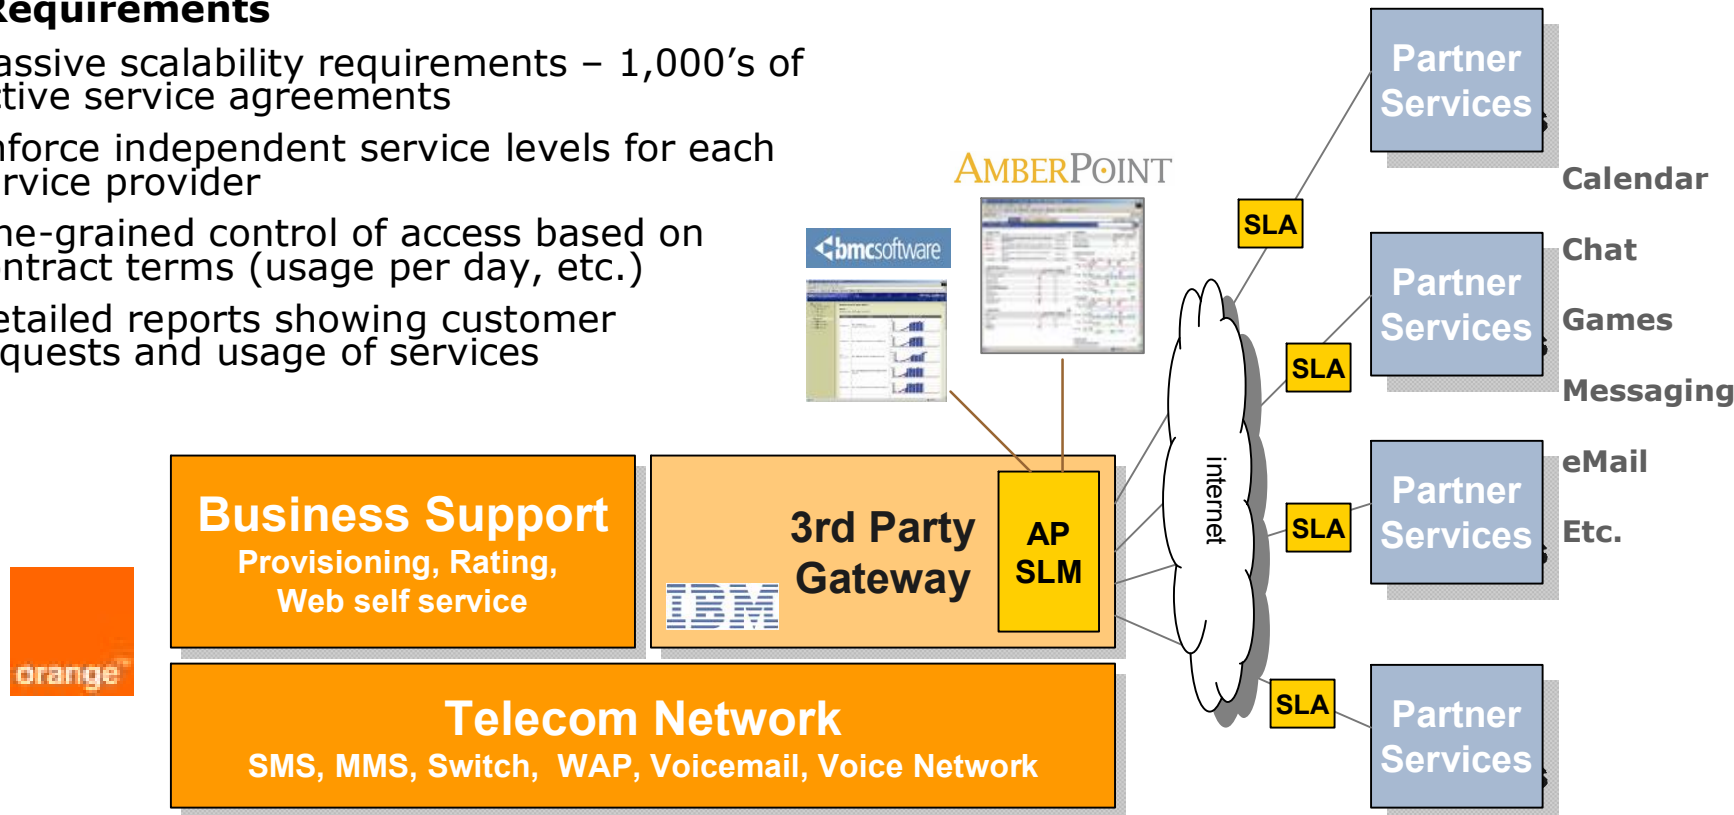 Requirements
assive scalability requirements – 1,000's of
ctive service agreements
nforce independent service levels for each
ervice provider
ne-grained control of access based on
ontract terms (usage per day, etc.)
etailed reports showing customer
quests and usage of services
AMBERPOINT
bmcsoftware
Partner
Services
Calendar
SLA
Chat
Partner
Services
Games
SLA
Messaging
internet
eMail
Partner
Services
SLA
Etc.
Business Support
Provisioning, Rating,
Web self service
3rd Party
Gateway
IBM
AP
SLM
orange™
Telecom Network
SMS, MMS, Switch, WAP, Voicemail, Voice Network
SLA
Partner
Services